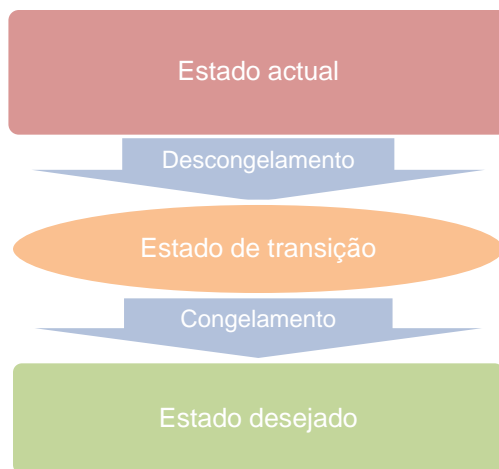 Estado actual
Descongelamento
Estado de transição
Congelamento
Estado desejado